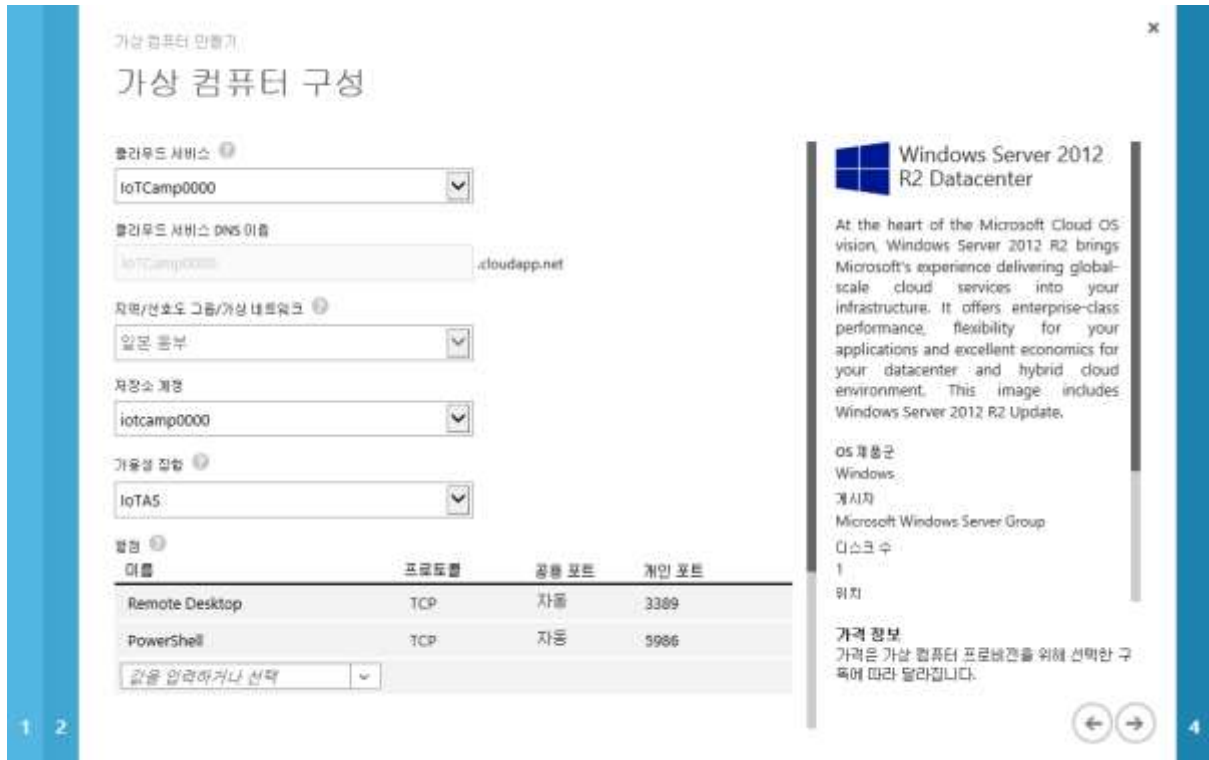 가상 컴퓨터 만들기
가상 컴퓨터 구성
클라우드 서비스
IoTCamp0000
클라우드 서비스 DNS 이름
IoTCamp0000
.cloudapp.net
지역/선호도 그룹/가상 네트워크
일본 동부
저장소 계정
iotcamp0000
가용성 집합
IoTAS
끝점
이름 프로토콜 공용 포트 개인 포트
Remote Desktop TCP 자동 3389
PowerShell TCP 자동 5986
값을 입력하거나 선택
1 2
Windows Server 2012
R2 Datacenter
At the heart of the Microsoft Cloud OS
vision, Windows Server 2012 R2 brings
Microsoft's experience delivering global-
scale cloud services into your
infrastructure. It offers enterprise-class
performance, flexibility for your
applications and excellent economics for
your datacenter and hybrid cloud
environment. This image includes
Windows Server 2012 R2 Update.
OS 제품군
Windows
게시자
Microsoft Windows Server Group
디스크 수
1
위치
가격 정보
가격은 가상 컴퓨터 프로비전을 위해 선택한 구
독에 따라 달라집니다.
4